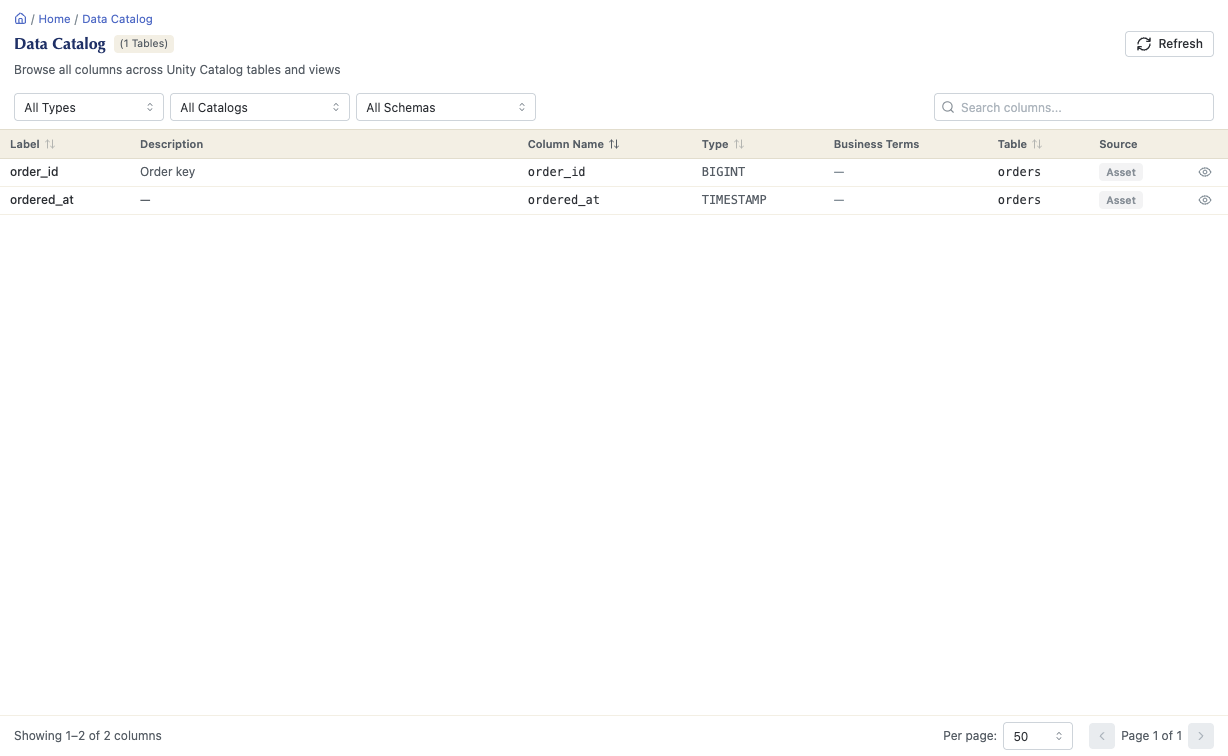 / Home / Data Catalog
Data Catalog (1 Tables)
Refresh
Browse all columns across Unity Catalog tables and views
All Types All Catalogs All Schemas Search columns...
Label Description Column Name Type Business Terms Table Source
order_id Order key order_id BIGINT — orders Asset
ordered_at — ordered_at TIMESTAMP — orders Asset
Showing 1–2 of 2 columns Per page: 50 Page 1 of 1